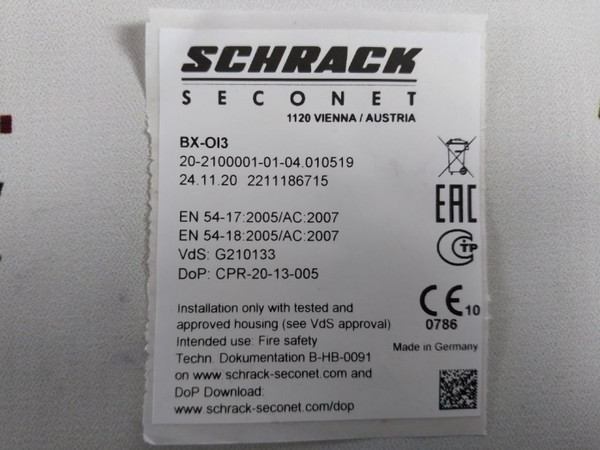 SCHRACK
SECONET
1120 VIENNA / AUSTRIA
BX-OI3
20-2100001-01-04.010519
24.11.20 2211186715
EN 54-17:2005/AC:2007
EN 54-18:2005/AC:2007
VdS: G210133
DoP: CPR-20-13-005
EAC
CTP
CE 10
0786
Installation only with tested and
approved housing (see VdS approval)
Intended use: Fire safety
Techn. Dokumentation B-HB-0091
on www.schrack-seconet.com and
DoP Download:
www.schrack-seconet.com/dop
Made in Germany